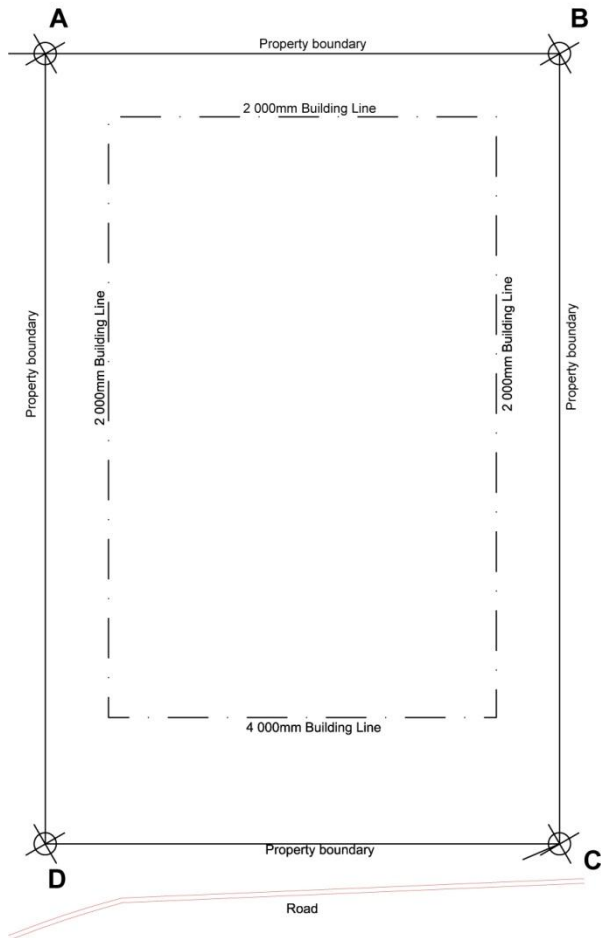 A
B
Property boundary
2 000mm Building Line
Property boundary
2 000mm Building Line
2 000mm Building Line
Property boundary
4 000mm Building Line
Property boundary
D
C
Road